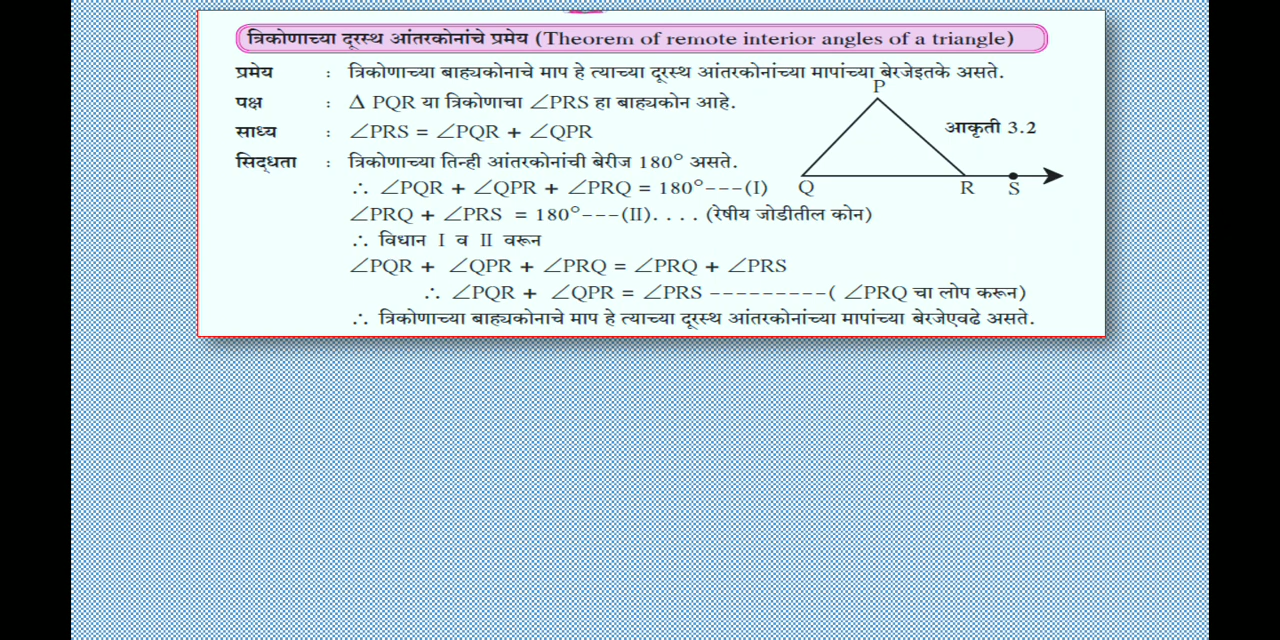 त्रिकोणाच्या दूरस्थ आंतरकोनांचे प्रमेय (Theorem of remote interior angles of a triangle)
प्रमेय : त्रिकोणाच्या बाह्यकोनाचे माप हे त्याच्या दूरस्थ आंतरकोनांच्या मापांच्या बेरजेइतके असते.
पक्ष : Δ PQR या त्रिकोणाचा ∠PRS हा बाह्यकोन आहे.
साध्य : ∠PRS = ∠PQR + ∠QPR
सिद्धता : त्रिकोणाच्या तिन्ही आंतरकोनांची बेरीज 180° असते.
∴ ∠PQR + ∠QPR + ∠PRQ = 180°---(I)
∠PRQ + ∠PRS = 180°---(II). . . . (रेषीय जोडीतील कोन)
∴ विधान I व II वरून
∠PQR + ∠QPR + ∠PRQ = ∠PRQ + ∠PRS
∴ ∠PQR + ∠QPR = ∠PRS ---------( ∠PRQ चा लोप करून)
∴ त्रिकोणाच्या बाह्यकोनाचे माप हे त्याच्या दूरस्थ आंतरकोनांच्या मापांच्या बेरजेएवढे असते.
P
आकृती 3.2
Q R S